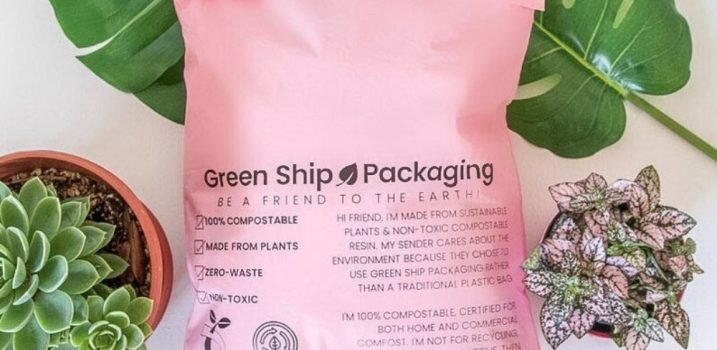 Green Ship Packaging
BE A FRIEND TO THE EARTH!
100% COMPOSTABLE
MADE FROM PLANTS
ZERO-WASTE
NON-TOXIC
HI FRIEND, I'M MADE FROM SUSTAINABLE
PLANTS & NON-TOXIC COMPOSTABLE
RESIN. MY SENDER CARES ABOUT THE
ENVIRONMENT BECAUSE THEY CHOSE TO
USE GREEN SHIP PACKAGING RATHER
THAN A TRADITIONAL PLASTIC BAG
I'M 100% COMPOSTABLE, CERTIFIED FOR
BOTH HOME AND COMMERCIAL
COMPOST. I'M NOT FOR RECYCLING,
THEN